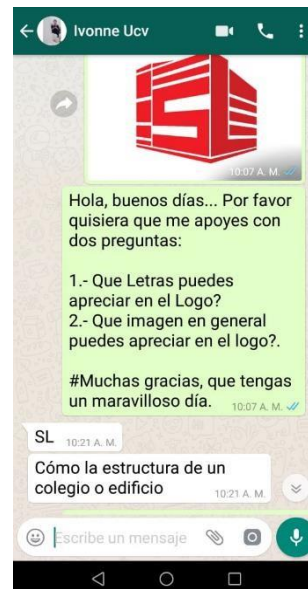 Ivonne Ucv
10:07 A. M.
Hola, buenos días... Por favor
quisiera que me apoyes con
dos preguntas:
1.- Que Letras puedes
apreciar en el Logo?
2.- Que imagen en general
puedes apreciar en el logo?.
#Muchas gracias, que tengas
un maravilloso día.
10:07 A. M.
SL
10:21 A. M.
Cómo la estructura de un
colegio o edificio
10:21 A. M.
Escribe un mensaje